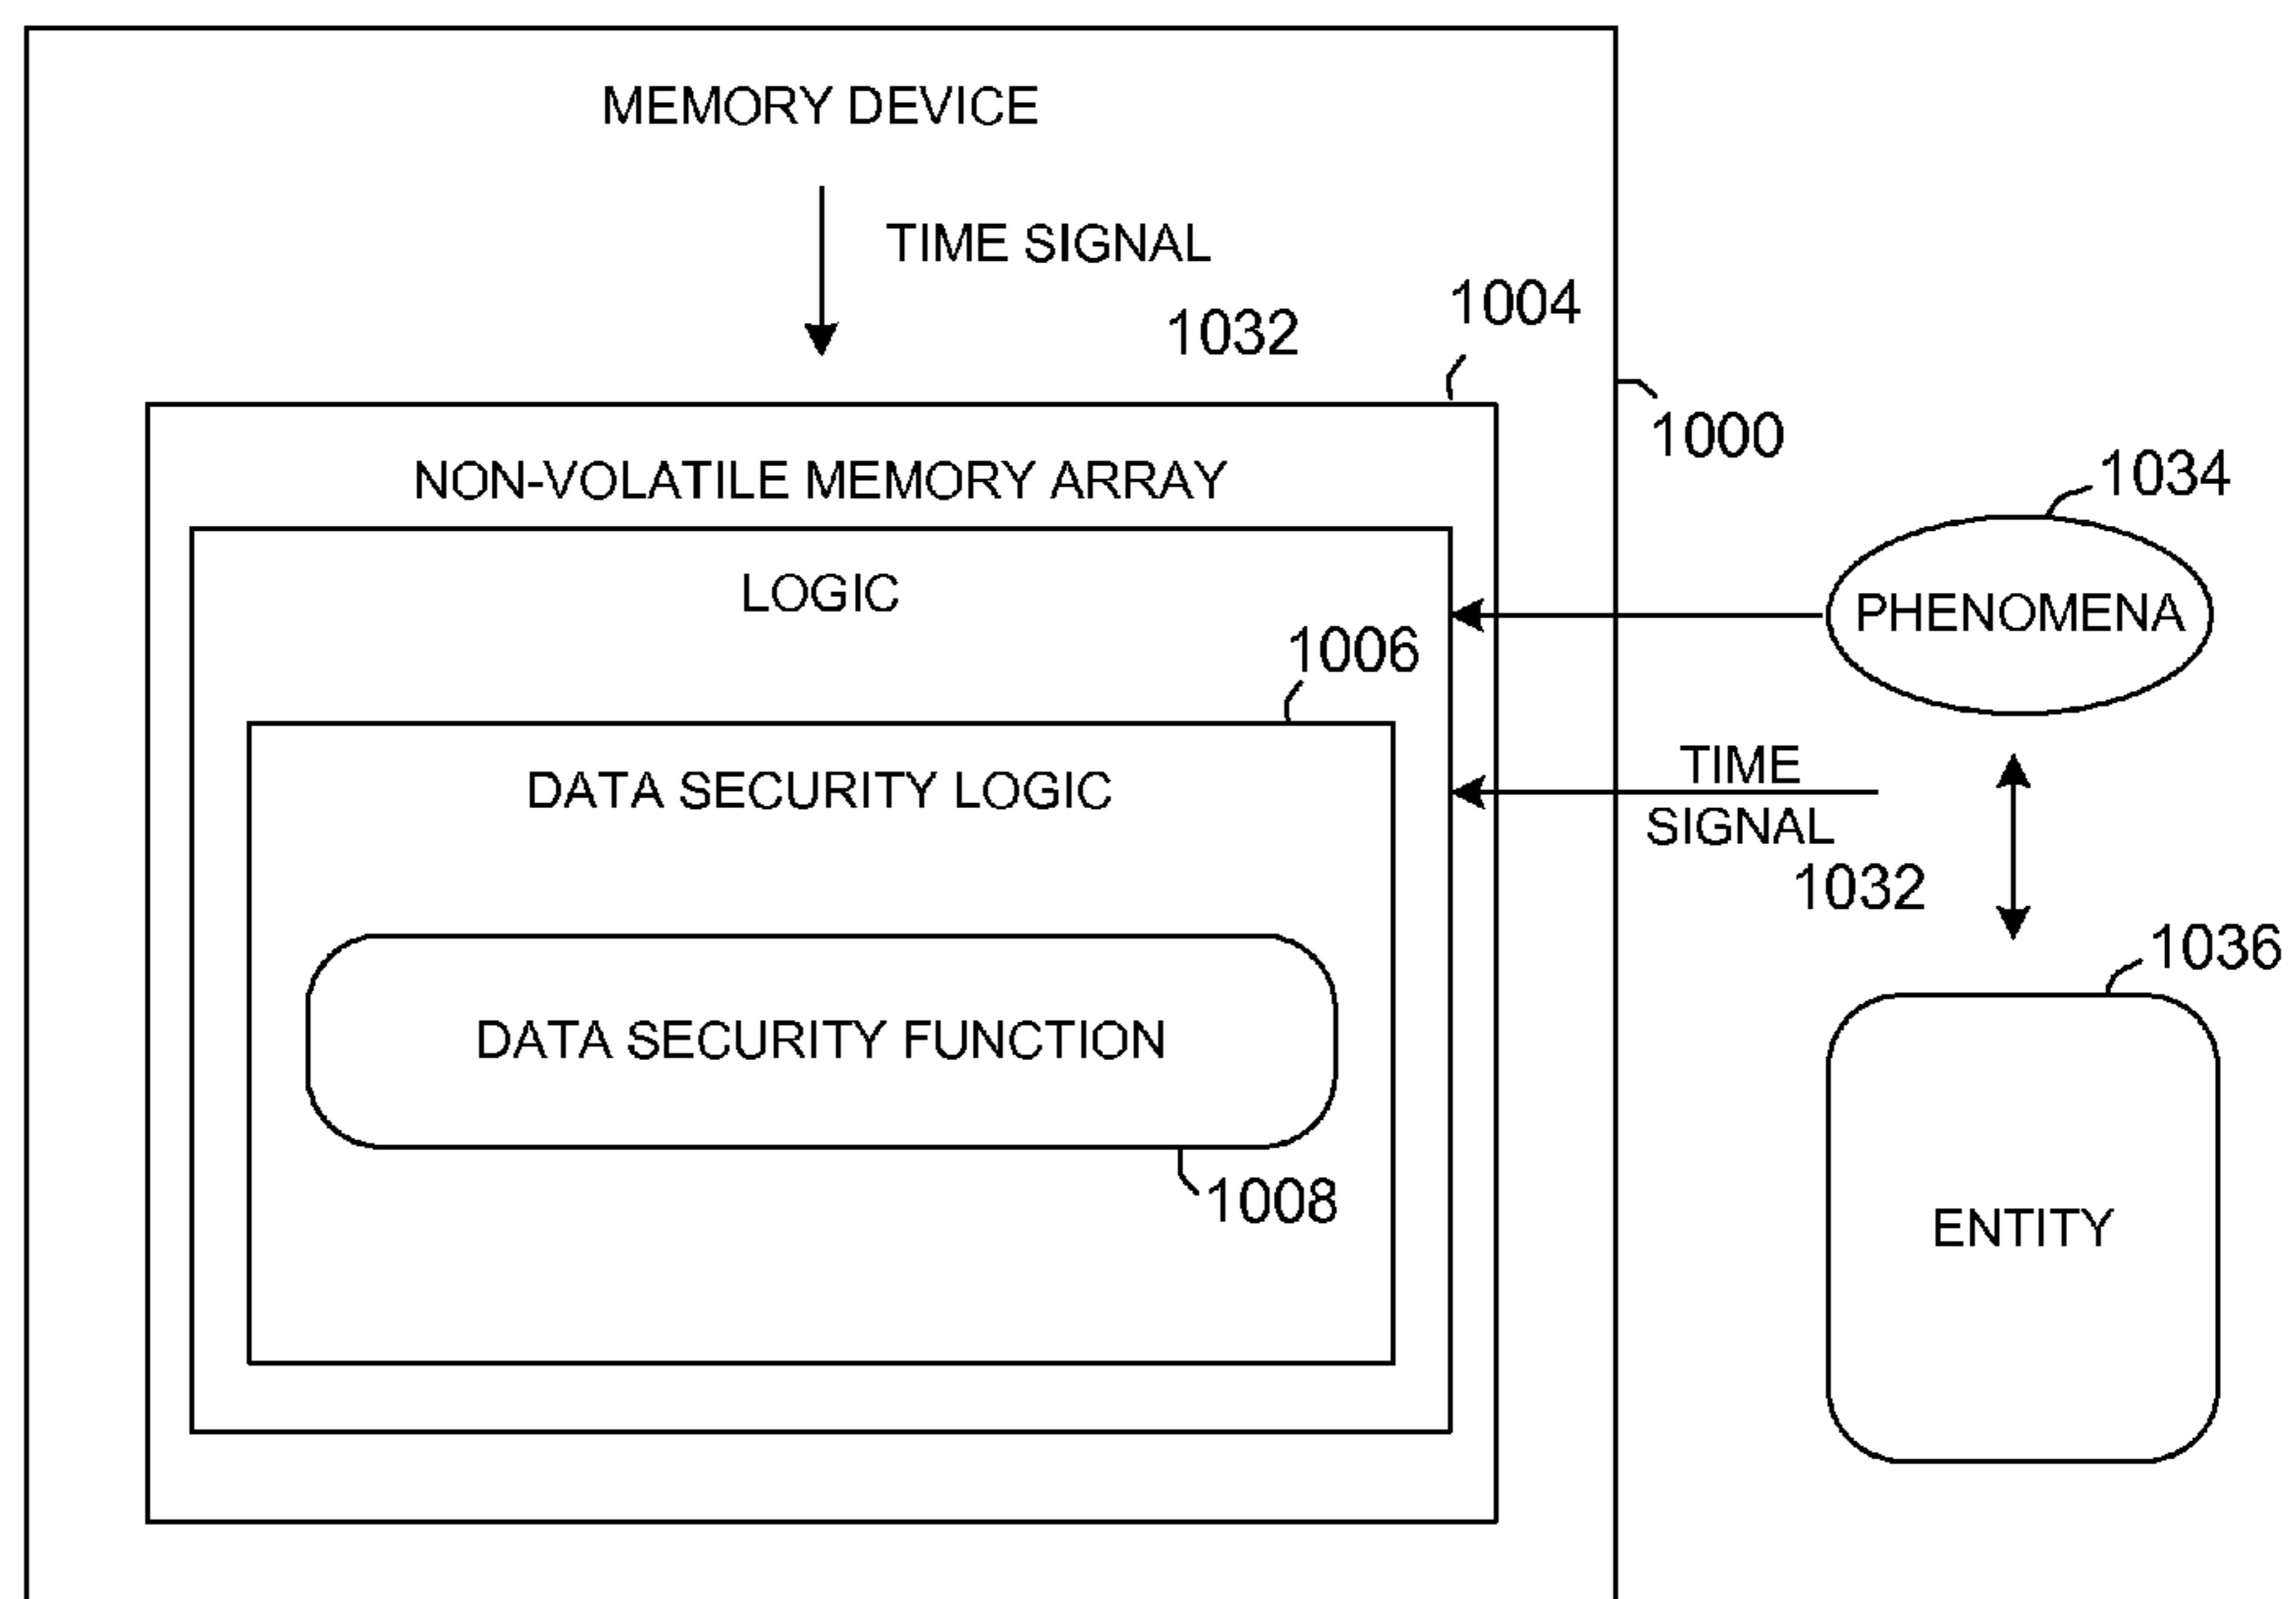 MEMORY DEVICE
TIME SIGNAL
1032
1004
1000
NON-VOLATILE MEMORY ARRAY
1034
LOGIC
PHENOMENA
1006
TIME
SIGNAL
1032
DATA SECURITY LOGIC
1036
DATA SECURITY FUNCTION
1008
ENTITY